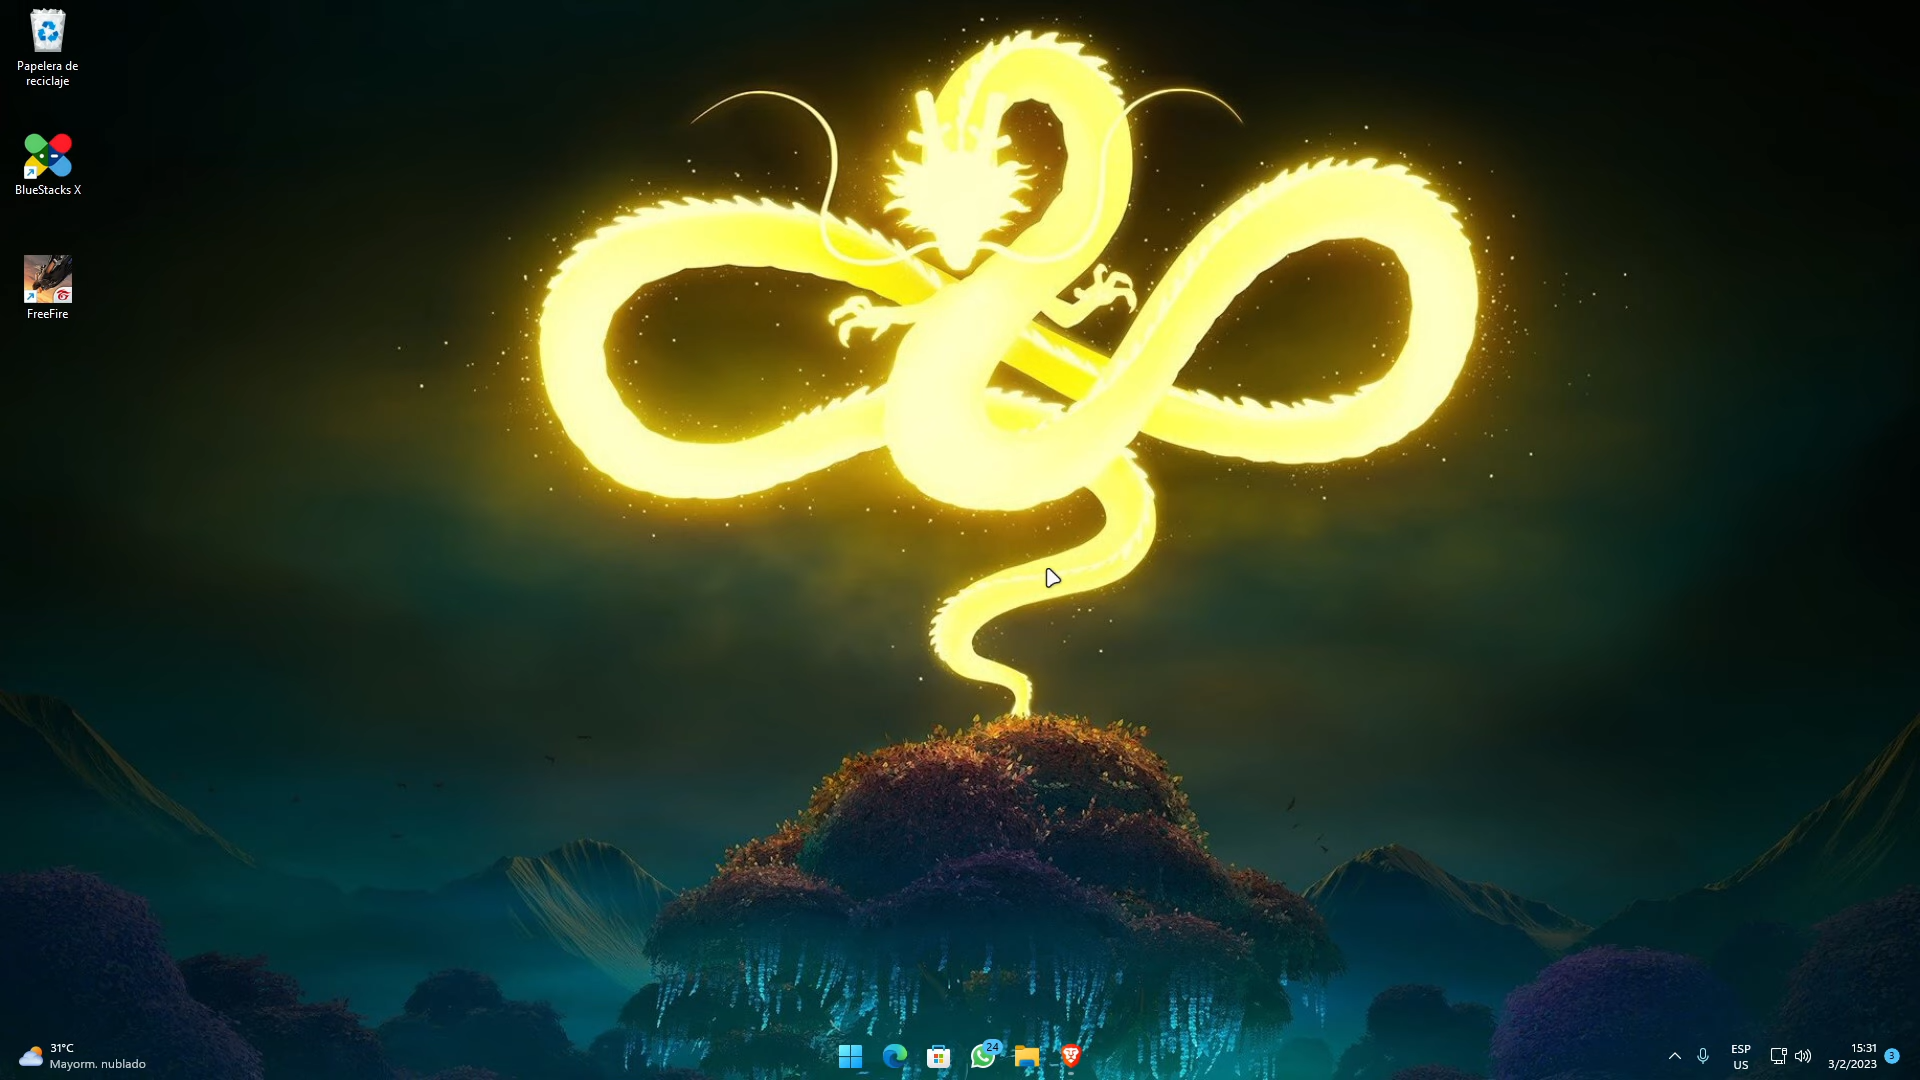 Papelera de
reciclaje
BlueStacks X
FreeFire
31°C
Mayorm. nublado
24
ESP
US
15:31
3/2/2023
3